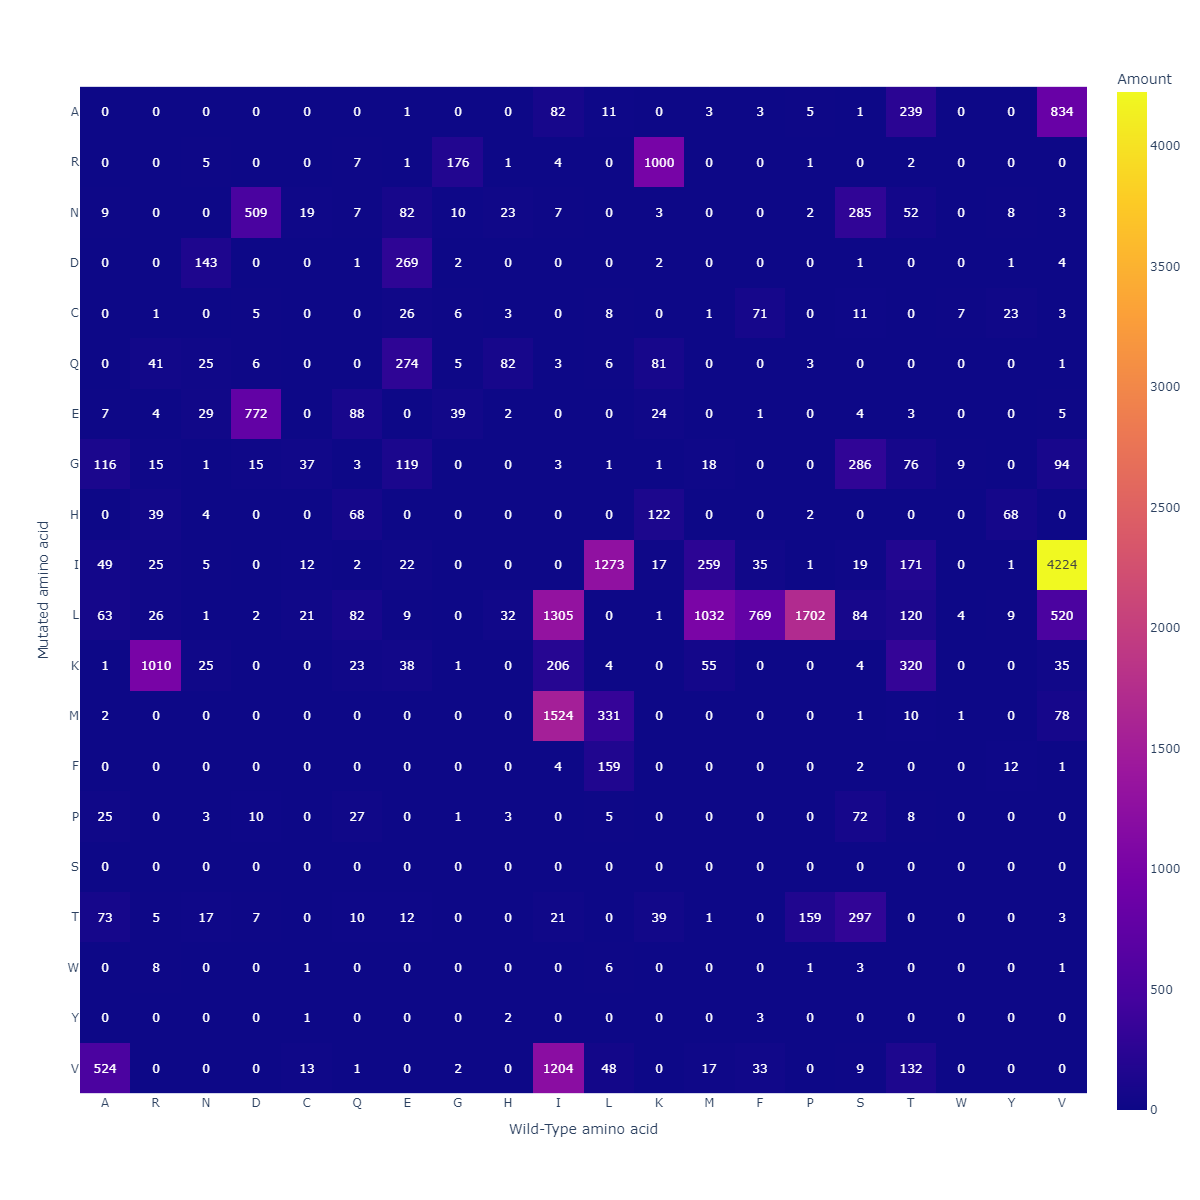 Amount
A 0 0 0 0 0 0 1 0 0 82 11 0 3 3 5 1 239 0 0 834
4000
R 0 0 5 0 0 7 1 176 1 4 0 1000 0 0 1 0 2 0 0 0
N 9 0 0 509 19 7 82 10 23 7 0 3 0 0 2 285 52 0 8 3
D 0 0 143 0 0 1 269 2 0 0 0 2 0 0 0 1 0 0 1 4
3500
C 0 1 0 5 0 0 26 6 3 0 8 0 1 71 0 11 0 7 23 3
Q 0 41 25 6 0 0 274 5 82 3 6 81 0 0 3 0 0 0 0 1
3000
E 7 4 29 772 0 88 0 39 2 0 0 24 0 1 0 4 3 0 0 5
G 116 15 1 15 37 3 119 0 0 3 1 1 18 0 0 286 76 9 0 94
2500
H 0 39 4 0 0 68 0 0 0 0 0 122 0 0 2 0 0 0 68 0
Mutated amino acid
I 49 25 5 0 12 2 22 0 0 0 1273 17 259 35 1 19 171 0 1 4224
L 63 26 1 2 21 82 9 0 32 1305 0 1 1032 769 1702 84 120 4 9 520
2000
K 1 1010 25 0 0 23 38 1 0 206 4 0 55 0 0 4 320 0 0 35
M 2 0 0 0 0 0 0 0 0 1524 331 0 0 0 0 1 10 1 0 78
1500
F 0 0 0 0 0 0 0 0 0 4 159 0 0 0 0 2 0 0 12 1
P 25 0 3 10 0 27 0 1 3 0 5 0 0 0 0 72 8 0 0 0
S 0 0 0 0 0 0 0 0 0 0 0 0 0 0 0 0 0 0 0 0
1000
T 73 5 17 7 0 10 12 0 0 21 0 39 1 0 159 297 0 0 0 3
W 0 8 0 0 1 0 0 0 0 0 6 0 0 0 1 3 0 0 0 1
500
Y 0 0 0 0 1 0 0 0 2 0 0 0 0 3 0 0 0 0 0 0
V 524 0 0 0 13 1 0 2 0 1204 48 0 17 33 0 9 132 0 0 0
A R N D C Q E G H I L K M F P S T W Y V
0
Wild-Type amino acid